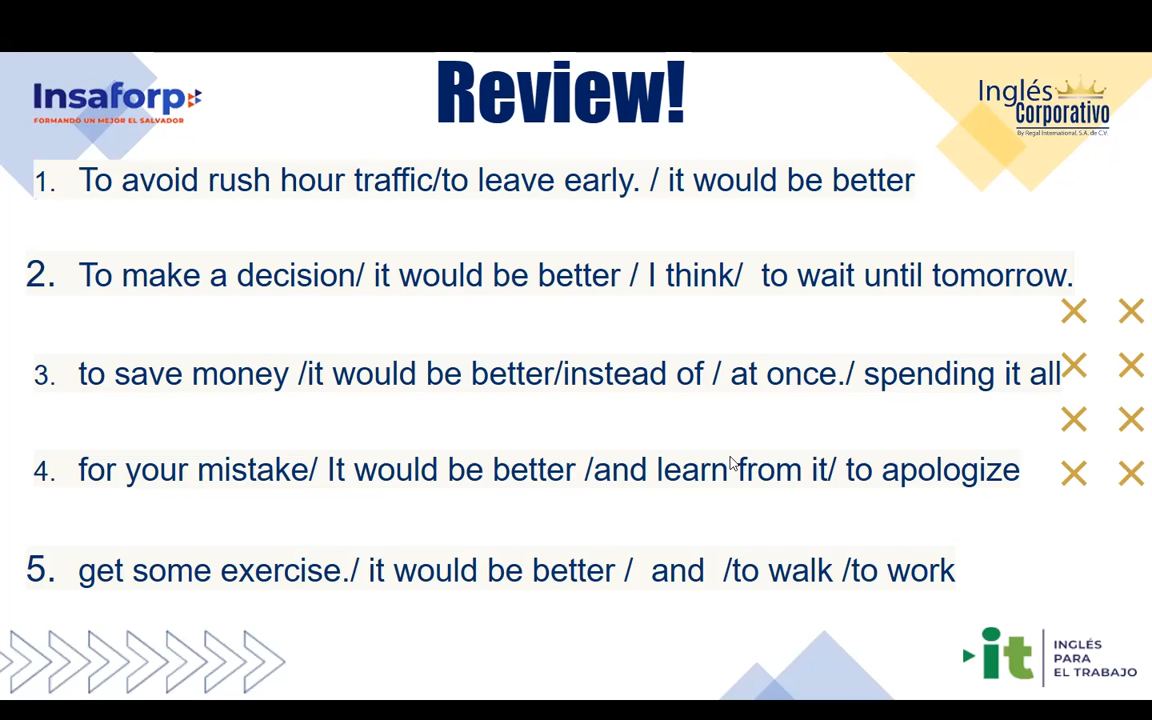 Review!
Insaforp
FORMANDO UN MEJOR EL SALVADOR
Inglés
Corporativo
By Regal International, S.A. de C.V.
1. To avoid rush hour traffic/to leave early. / it would be better
2. To make a decision/ it would be better / I think/ to wait until tomorrow.
3. to save money /it would be better/instead of / at once./ spending it all
4. for your mistake/ It would be better /and learn from it/ to apologize
5. get some exercise./ it would be better / and /to walk /to work
it
INGLÉS
PARA
EL TRABAJO